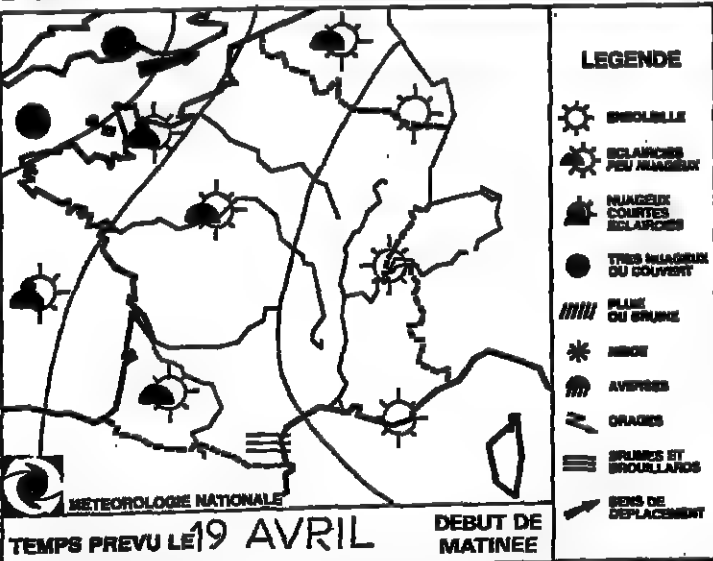 LEGENDE
ENSOLEILLE
ECLAIRCIES
PEU NUAGEUX
NUAGEUX
COURTES
ECLAIRCIES
TRES NUAGEUX
OU COUVERT
PLUIE
OU BRUINE
NEIGE
AVERSES
ORAGES
BRUMES ET
BROUILLARDS
SENS DE
DEPLACEMENT
METEOROLOGIE NATIONALE
TEMPS PREVU LE 19 AVRIL
DEBUT DE
MATINEE